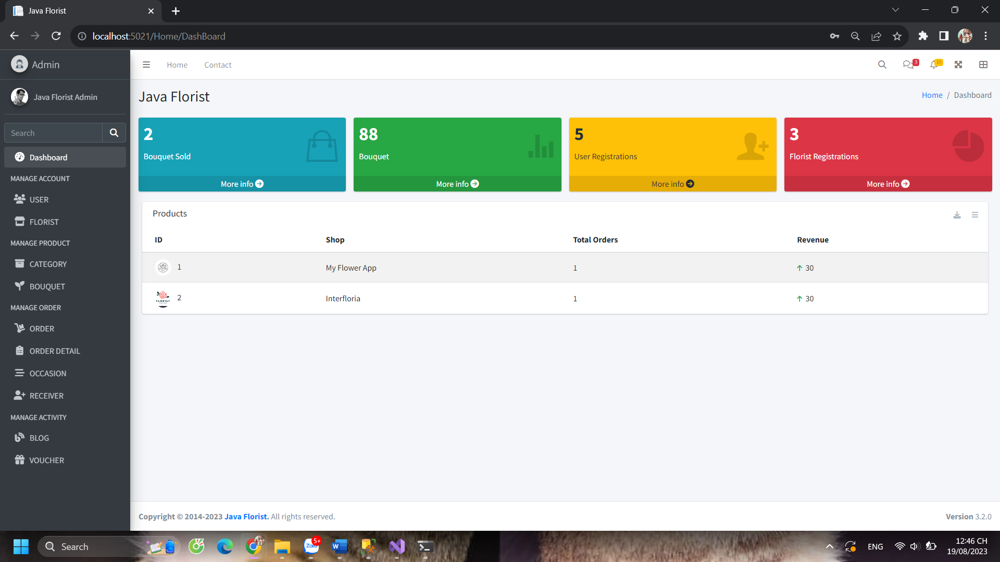 Java Florist
localhost:5021/Home/DashBoard
Admin
Home
Contact
3
15
Java Florist Admin
Search
Dashboard
MANAGE ACCOUNT
USER
FLORIST
MANAGE PRODUCT
CATEGORY
BOUQUET
MANAGE ORDER
ORDER
ORDER DETAIL
OCCASION
RECEIVER
MANAGE ACTIVITY
BLOG
VOUCHER
Java Florist
Home / Dashboard
2
Bouquet Sold
More info
88
Bouquet
More info
5
User Registrations
More info
3
Florist Registrations
More info
Products
ID Shop Total Orders Revenue
1 My Flower App 1 30
FLORIST
2 Interfloria 1 30
Copyright © 2014-2023 Java Florist. All rights reserved.
Version 3.2.0
Search
Zalo
5+
W
ENG
12:46 CH
19/08/2023